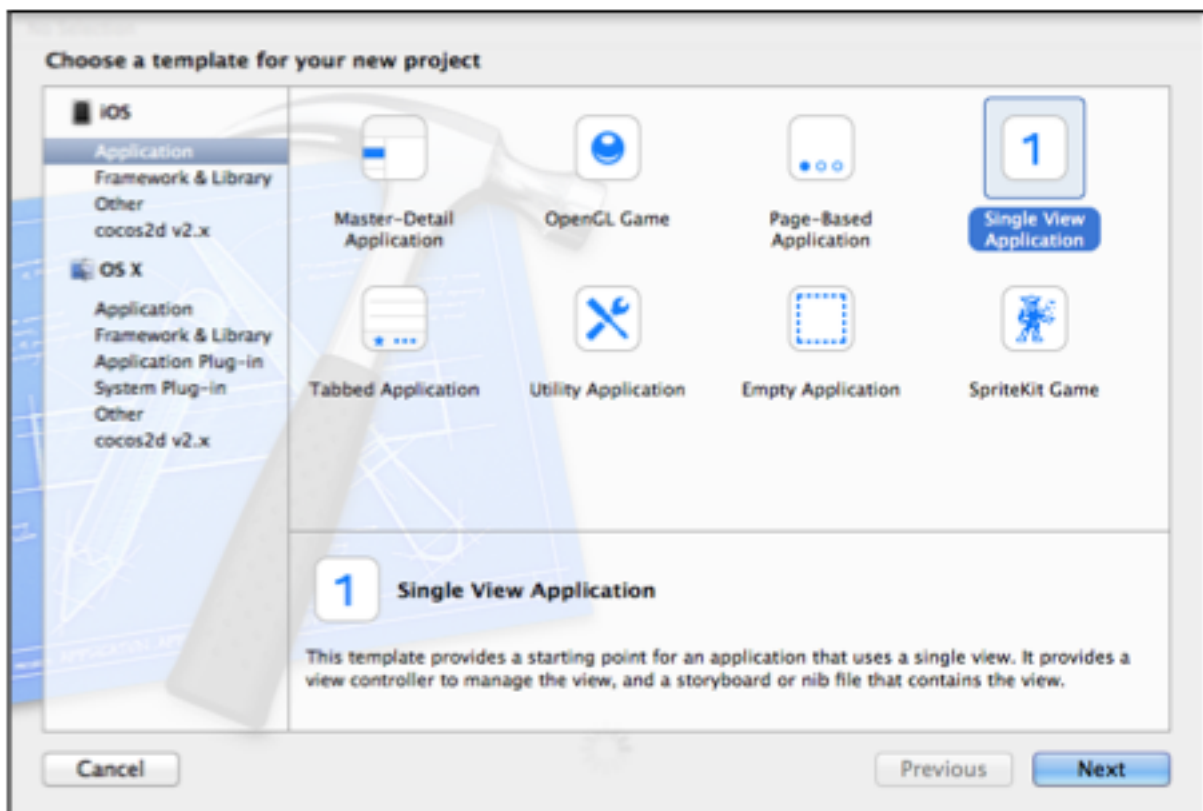 No Selection
Choose a template for your new project
iOS
Application
Framework & Library
Other
cocos2d v2.x
OS X
Application
Framework & Library
Application Plug-in
System Plug-in
Other
cocos2d v2.x
Master-Detail
Application
OpenGL Game
Page-Based
Application
1
Single View
Application
Tabbed Application
Utility Application
Empty Application
SpriteKit Game
1
Single View Application
This template provides a starting point for an application that uses a single view. It provides a
view controller to manage the view, and a storyboard or nib file that contains the view.
Cancel
Previous
Next